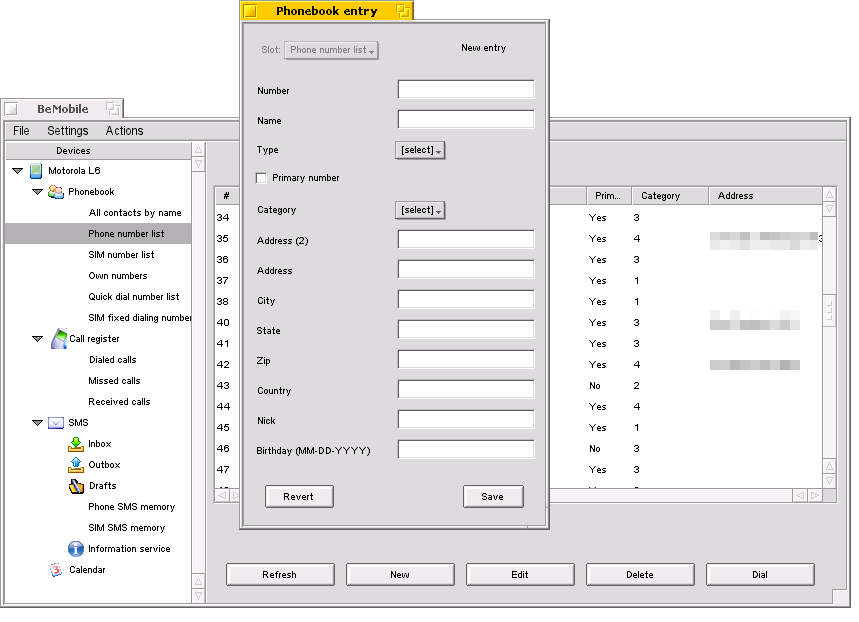 Phonebook entry
Slot: Phone number list
New entry
Number
Name
Type [select]
Primary number
Category [select]
Address (2)
Address
City
State
Zip
Country
Nick
Birthday (MM-DD-YYYY)
Revert Save
BeMobile
File Settings Actions
Devices
Motorola L6
Phonebook
All contacts by name
Phone number list
SIM number list
Own numbers
Quick dial number list
SIM fixed dialing number
Call register
Dialed calls
Missed calls
Received calls
SMS
Inbox
Outbox
Drafts
Phone SMS memory
SIM SMS memory
Information service
Calendar
# Prim... Category Address
34 Yes 3
35 Yes 4
36 Yes 3
37 Yes 1
38 Yes 1
40 Yes 3
41 Yes 3
42 Yes 4
43 No 2
44 Yes 4
45 Yes 1
46 No 3
47 Yes 3
Refresh New Edit Delete Dial